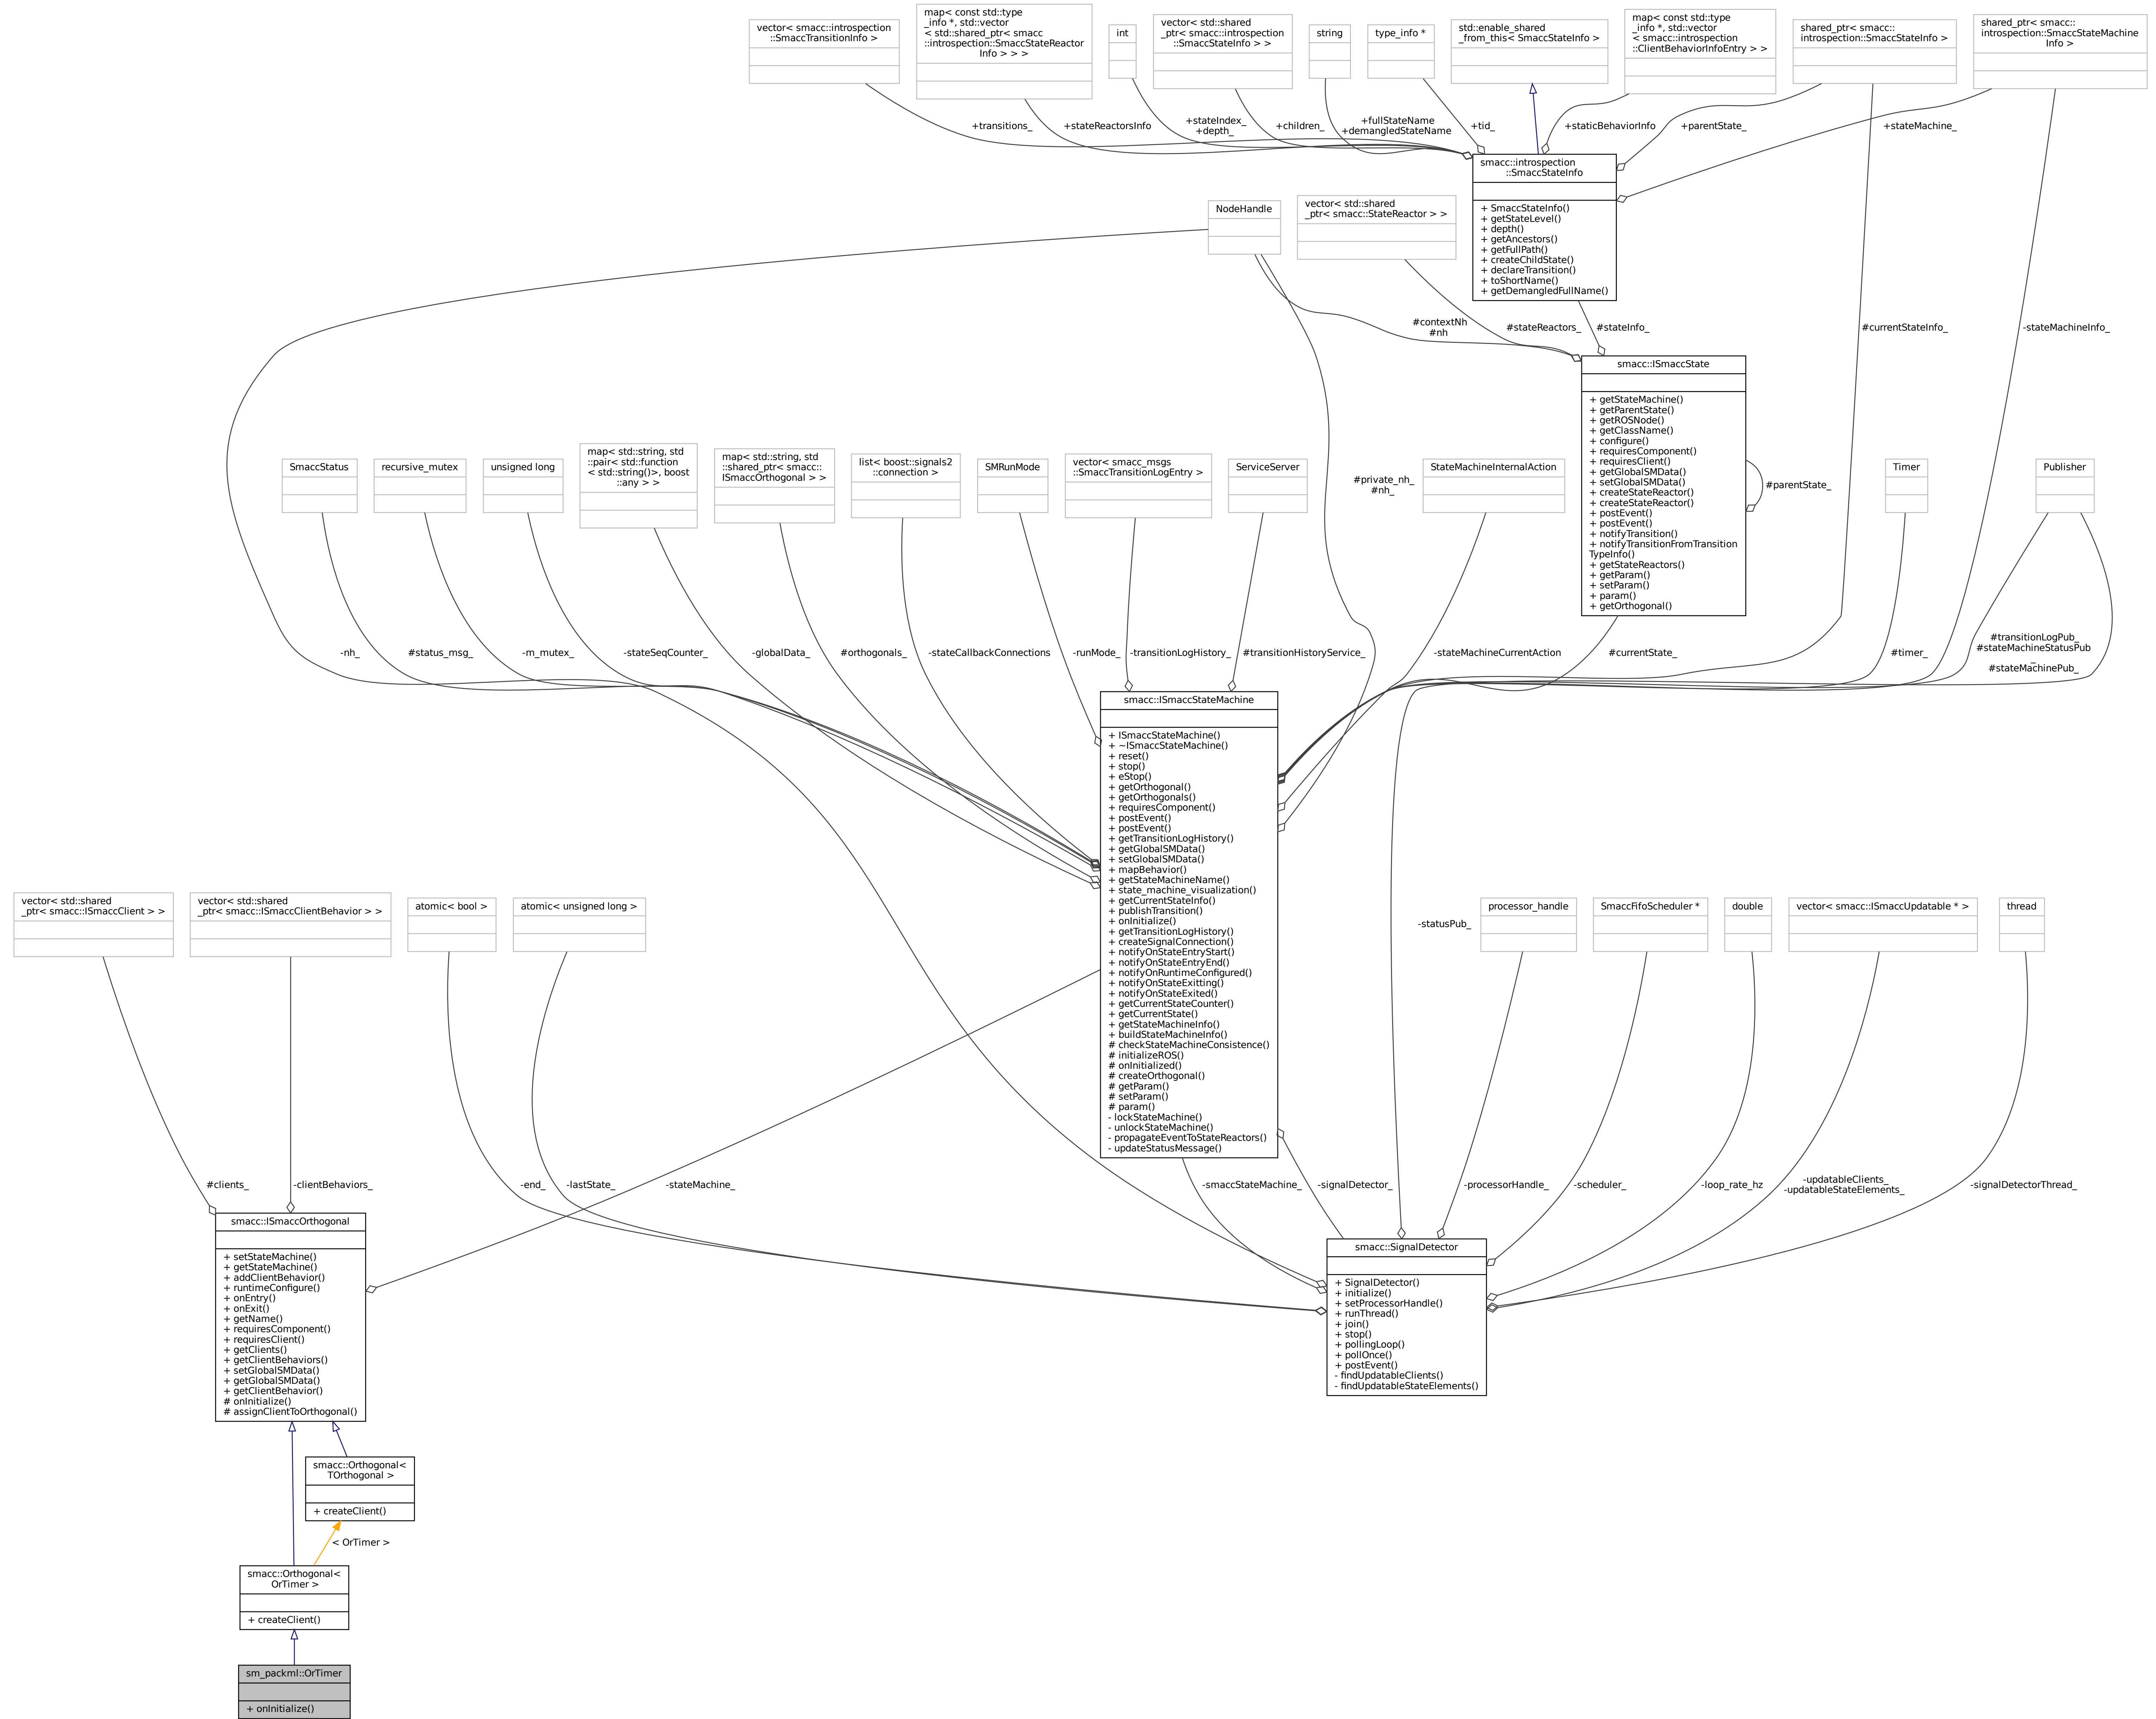 vector< smacc::introspection
::SmaccTransitionInfo >
map< const std::type
_info *, std::vector
< std::shared_ptr< smacc
::introspection::SmaccStateReactor
Info > > >
int
vector< std::shared
_ptr< smacc::introspection
::SmaccStateInfo > >
string
type_info *
std::enable_shared
_from_this< SmaccStateInfo >
map< const std::type
_info *, std::vector
< smacc::introspection
::ClientBehaviorInfoEntry > >
shared_ptr< smacc::
introspection::SmaccStateInfo >
shared_ptr< smacc::
introspection::SmaccStateMachine
Info >
+transitions_
+stateReactorsInfo
+stateIndex_
+depth_
+children_
+fullStateName
+demangledStateName
+tid_
+staticBehaviorInfo
+parentState_
+stateMachine_
smacc::introspection
::SmaccStateInfo
+ SmaccStateInfo()
+ getStateLevel()
+ depth()
+ getAncestors()
+ getFullPath()
+ createChildState()
+ declareTransition()
+ toShortName()
+ getDemangledFullName()
NodeHandle
vector< std::shared
_ptr< smacc::StateReactor > >
#contextNh
#nh
#stateReactors_
#stateInfo_
#currentStateInfo_
-stateMachineInfo_
smacc::ISmaccState
+ getStateMachine()
+ getParentState()
+ getROSNode()
+ getClassName()
+ configure()
+ requiresComponent()
+ requiresClient()
+ getGlobalSMData()
+ setGlobalSMData()
+ createStateReactor()
+ createStateReactor()
+ postEvent()
+ postEvent()
+ notifyTransition()
+ notifyTransitionFromTransition
TypeInfo()
+ getStateReactors()
+ getParam()
+ setParam()
+ param()
+ getOrthogonal()
#parentState_
SmaccStatus
recursive_mutex
unsigned long
map< std::string, std
::pair< std::function
< std::string()>, boost
::any > >
map< std::string, std
::shared_ptr< smacc::
ISmaccOrthogonal > >
list< boost::signals2
::connection >
SMRunMode
vector< smacc_msgs
::SmaccTransitionLogEntry >
ServiceServer
#private_nh_
#nh_
StateMachineInternalAction
Timer
Publisher
-nh_
#status_msg_
-m_mutex_
-stateSeqCounter_
-globalData_
#orthogonals_
-stateCallbackConnections
-runMode_
-transitionLogHistory_
#transitionHistoryService_
-stateMachineCurrentAction
#currentState_
#timer_
#transitionLogPub_
#stateMachineStatusPub
_
#stateMachinePub_
smacc::ISmaccStateMachine
+ ISmaccStateMachine()
+ ~ISmaccStateMachine()
+ reset()
+ stop()
+ eStop()
+ getOrthogonal()
+ getOrthogonals()
+ requiresComponent()
+ postEvent()
+ postEvent()
+ getTransitionLogHistory()
+ getGlobalSMData()
+ setGlobalSMData()
+ mapBehavior()
+ getStateMachineName()
+ state_machine_visualization()
+ getCurrentStateInfo()
+ publishTransition()
+ onInitialize()
+ getTransitionLogHistory()
+ createSignalConnection()
+ notifyOnStateEntryStart()
+ notifyOnStateEntryEnd()
+ notifyOnRuntimeConfigured()
+ notifyOnStateExitting()
+ notifyOnStateExited()
+ getCurrentStateCounter()
+ getCurrentState()
+ getStateMachineInfo()
+ buildStateMachineInfo()
# checkStateMachineConsistence()
# initializeROS()
# onInitialized()
# createOrthogonal()
# getParam()
# setParam()
# param()
- lockStateMachine()
- unlockStateMachine()
- propagateEventToStateReactors()
- updateStatusMessage()
vector< std::shared
_ptr< smacc::ISmaccClient > >
vector< std::shared
_ptr< smacc::ISmaccClientBehavior > >
atomic< bool >
atomic< unsigned long >
-statusPub_
processor_handle
SmaccFifoScheduler *
double
vector< smacc::ISmaccUpdatable * >
thread
#clients_
-clientBehaviors_
-end_
-lastState_
-stateMachine_
-smaccStateMachine_
-signalDetector_
-processorHandle_
-scheduler_
-loop_rate_hz
-updatableClients_
-updatableStateElements_
-signalDetectorThread_
smacc::ISmaccOrthogonal
+ setStateMachine()
+ getStateMachine()
+ addClientBehavior()
+ runtimeConfigure()
+ onEntry()
+ onExit()
+ getName()
+ requiresComponent()
+ requiresClient()
+ getClients()
+ getClientBehaviors()
+ setGlobalSMData()
+ getGlobalSMData()
+ getClientBehavior()
# onInitialize()
# assignClientToOrthogonal()
smacc::SignalDetector
+ SignalDetector()
+ initialize()
+ setProcessorHandle()
+ runThread()
+ join()
+ stop()
+ pollingLoop()
+ pollOnce()
+ postEvent()
- findUpdatableClients()
- findUpdatableStateElements()
smacc::Orthogonal<
TOrthogonal >
+ createClient()
< OrTimer >
smacc::Orthogonal<
OrTimer >
+ createClient()
sm_packml::OrTimer
+ onInitialize()